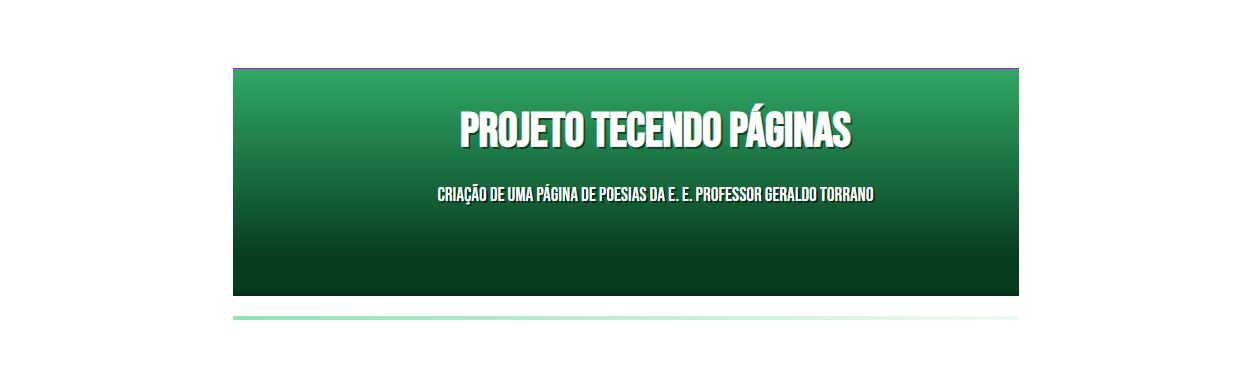 PROJETO TECENDO PÁGINAS
CRIAÇÃO DE UMA PÁGINA DE POESIAS DA E. E. PROFESSOR GERALDO TORRANO